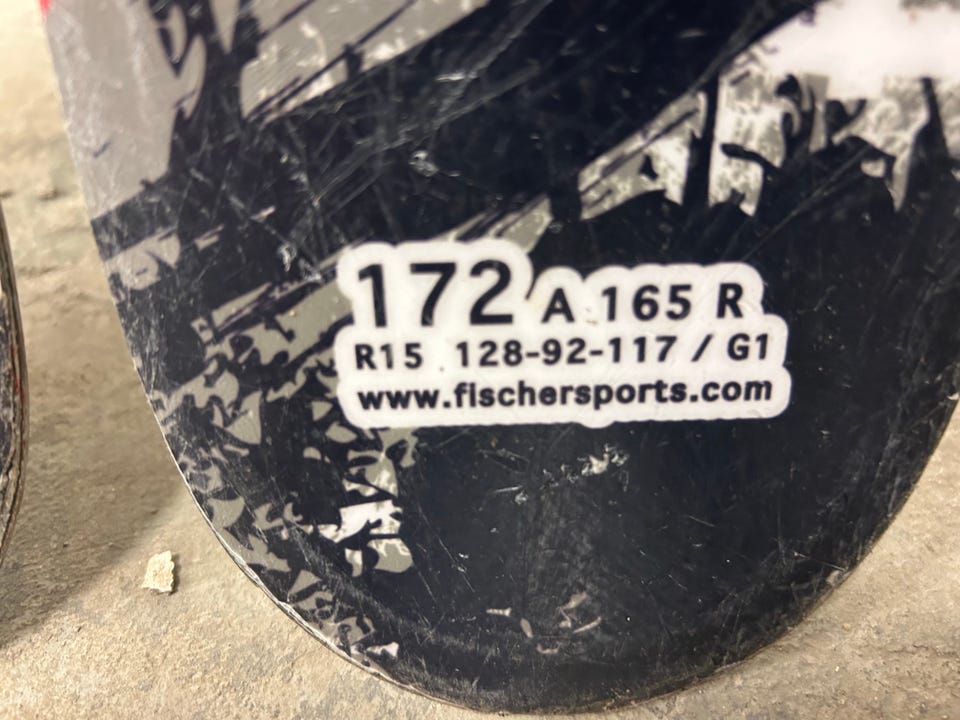 172 A 165 R
R15 128-92-117 / G1
www.fischersports.com